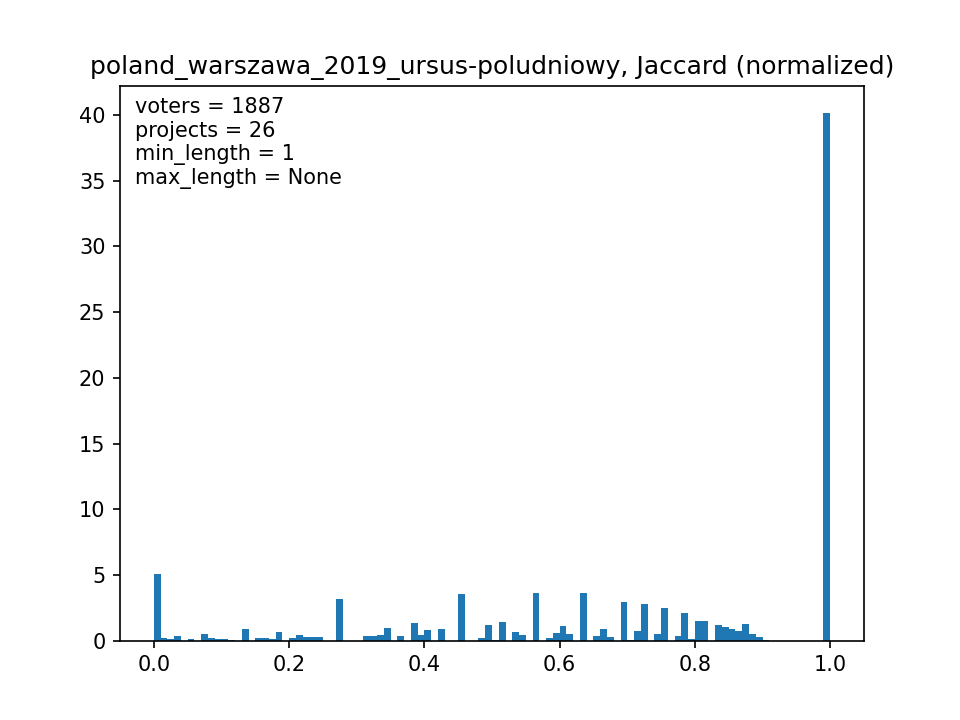 poland_warszawa_2019_ursus-poludniowy, Jaccard (normalized)
voters = 1887
projects = 26
min_length = 1
max_length = None
40
35
30
25
20
15
10
5
0
0.0 0.2 0.4 0.6 0.8 1.0